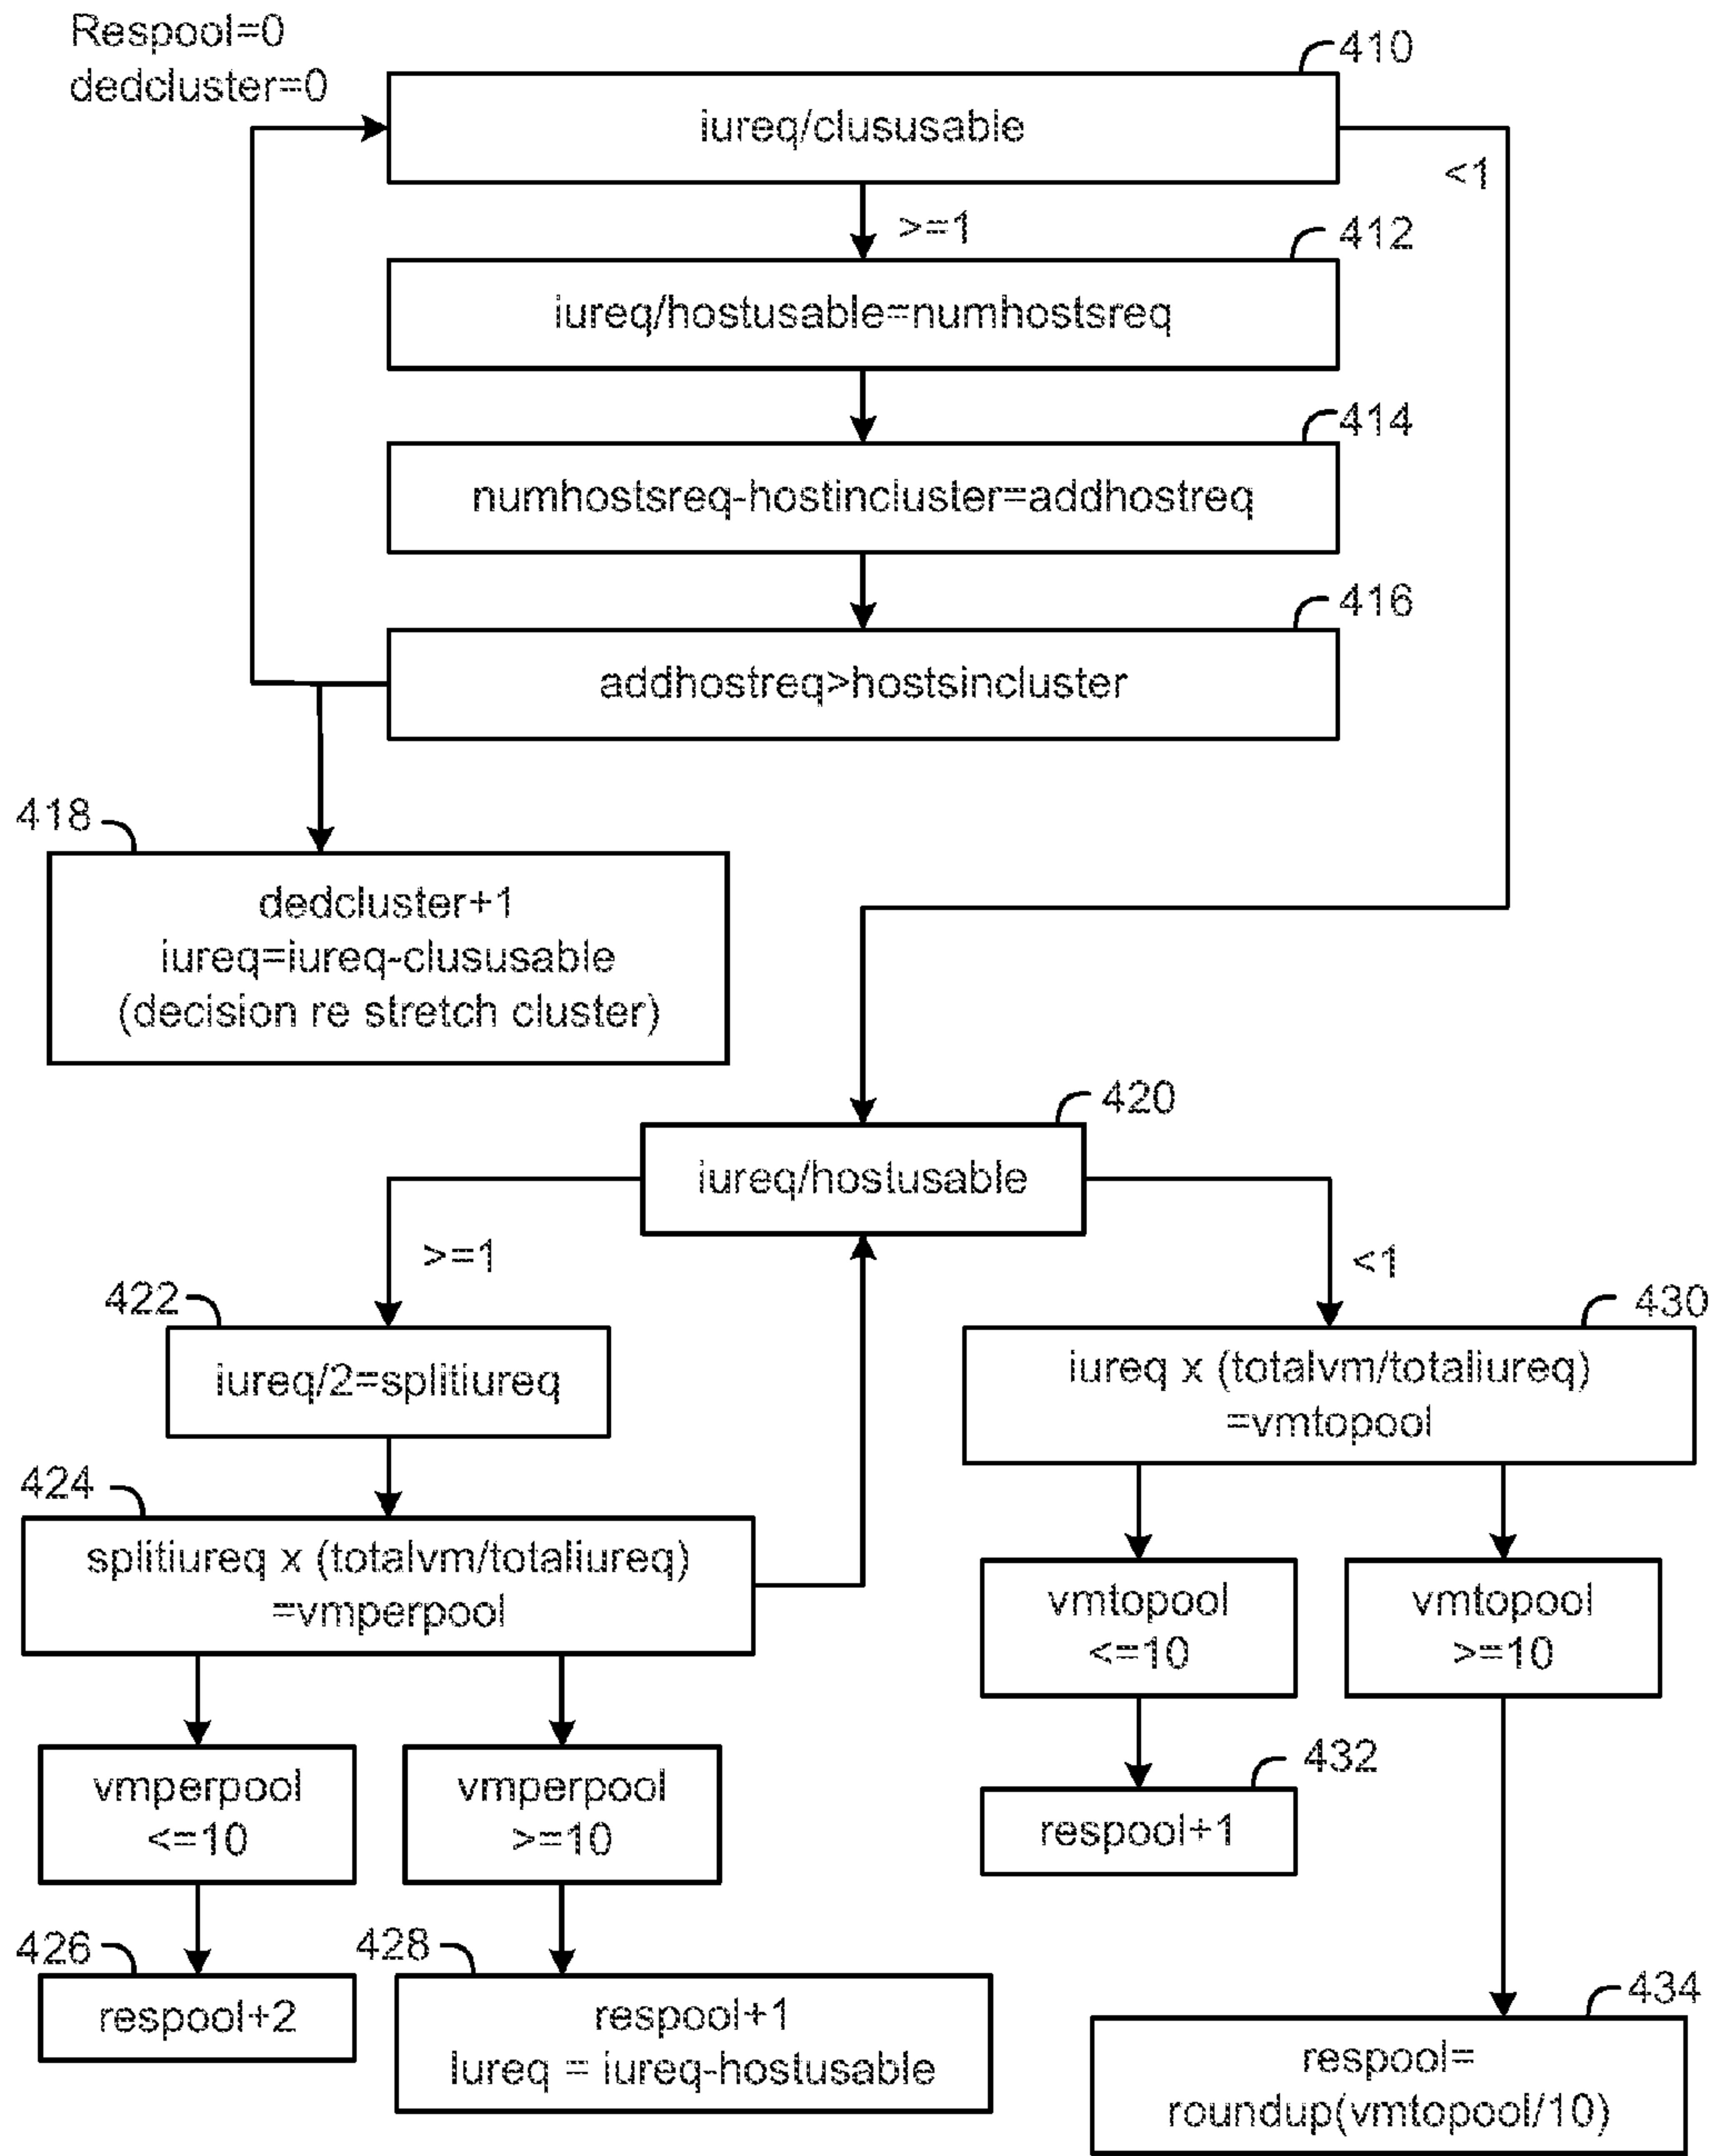 Respool=0
dedcluster=0
410
iureq/clususable
<1
>=1
412
iureq/hostusable=numhostsreq
414
numhostsreq-hostincluster=addhostreq
416
addhostreq>hostsincluster
418
dedcluster+1
iureq=iureq-clususable
(decision re stretch cluster)
420
iureq/hostusable
>=1
<1
422
iureq/2=splitiureq
430
iureq x (totalvm/totaliureq)
=vmtopool
424
splitiureq x (totalvm/totaliureq)
=vmperpool
vmtopool
<=10
vmtopool
>=10
vmperpool
<=10
vmperpool
>=10
432
respool+1
426
respool+2
428
respool+1
Iureq = iureq-hostusable
434
respool=
roundup(vmtopool/10)